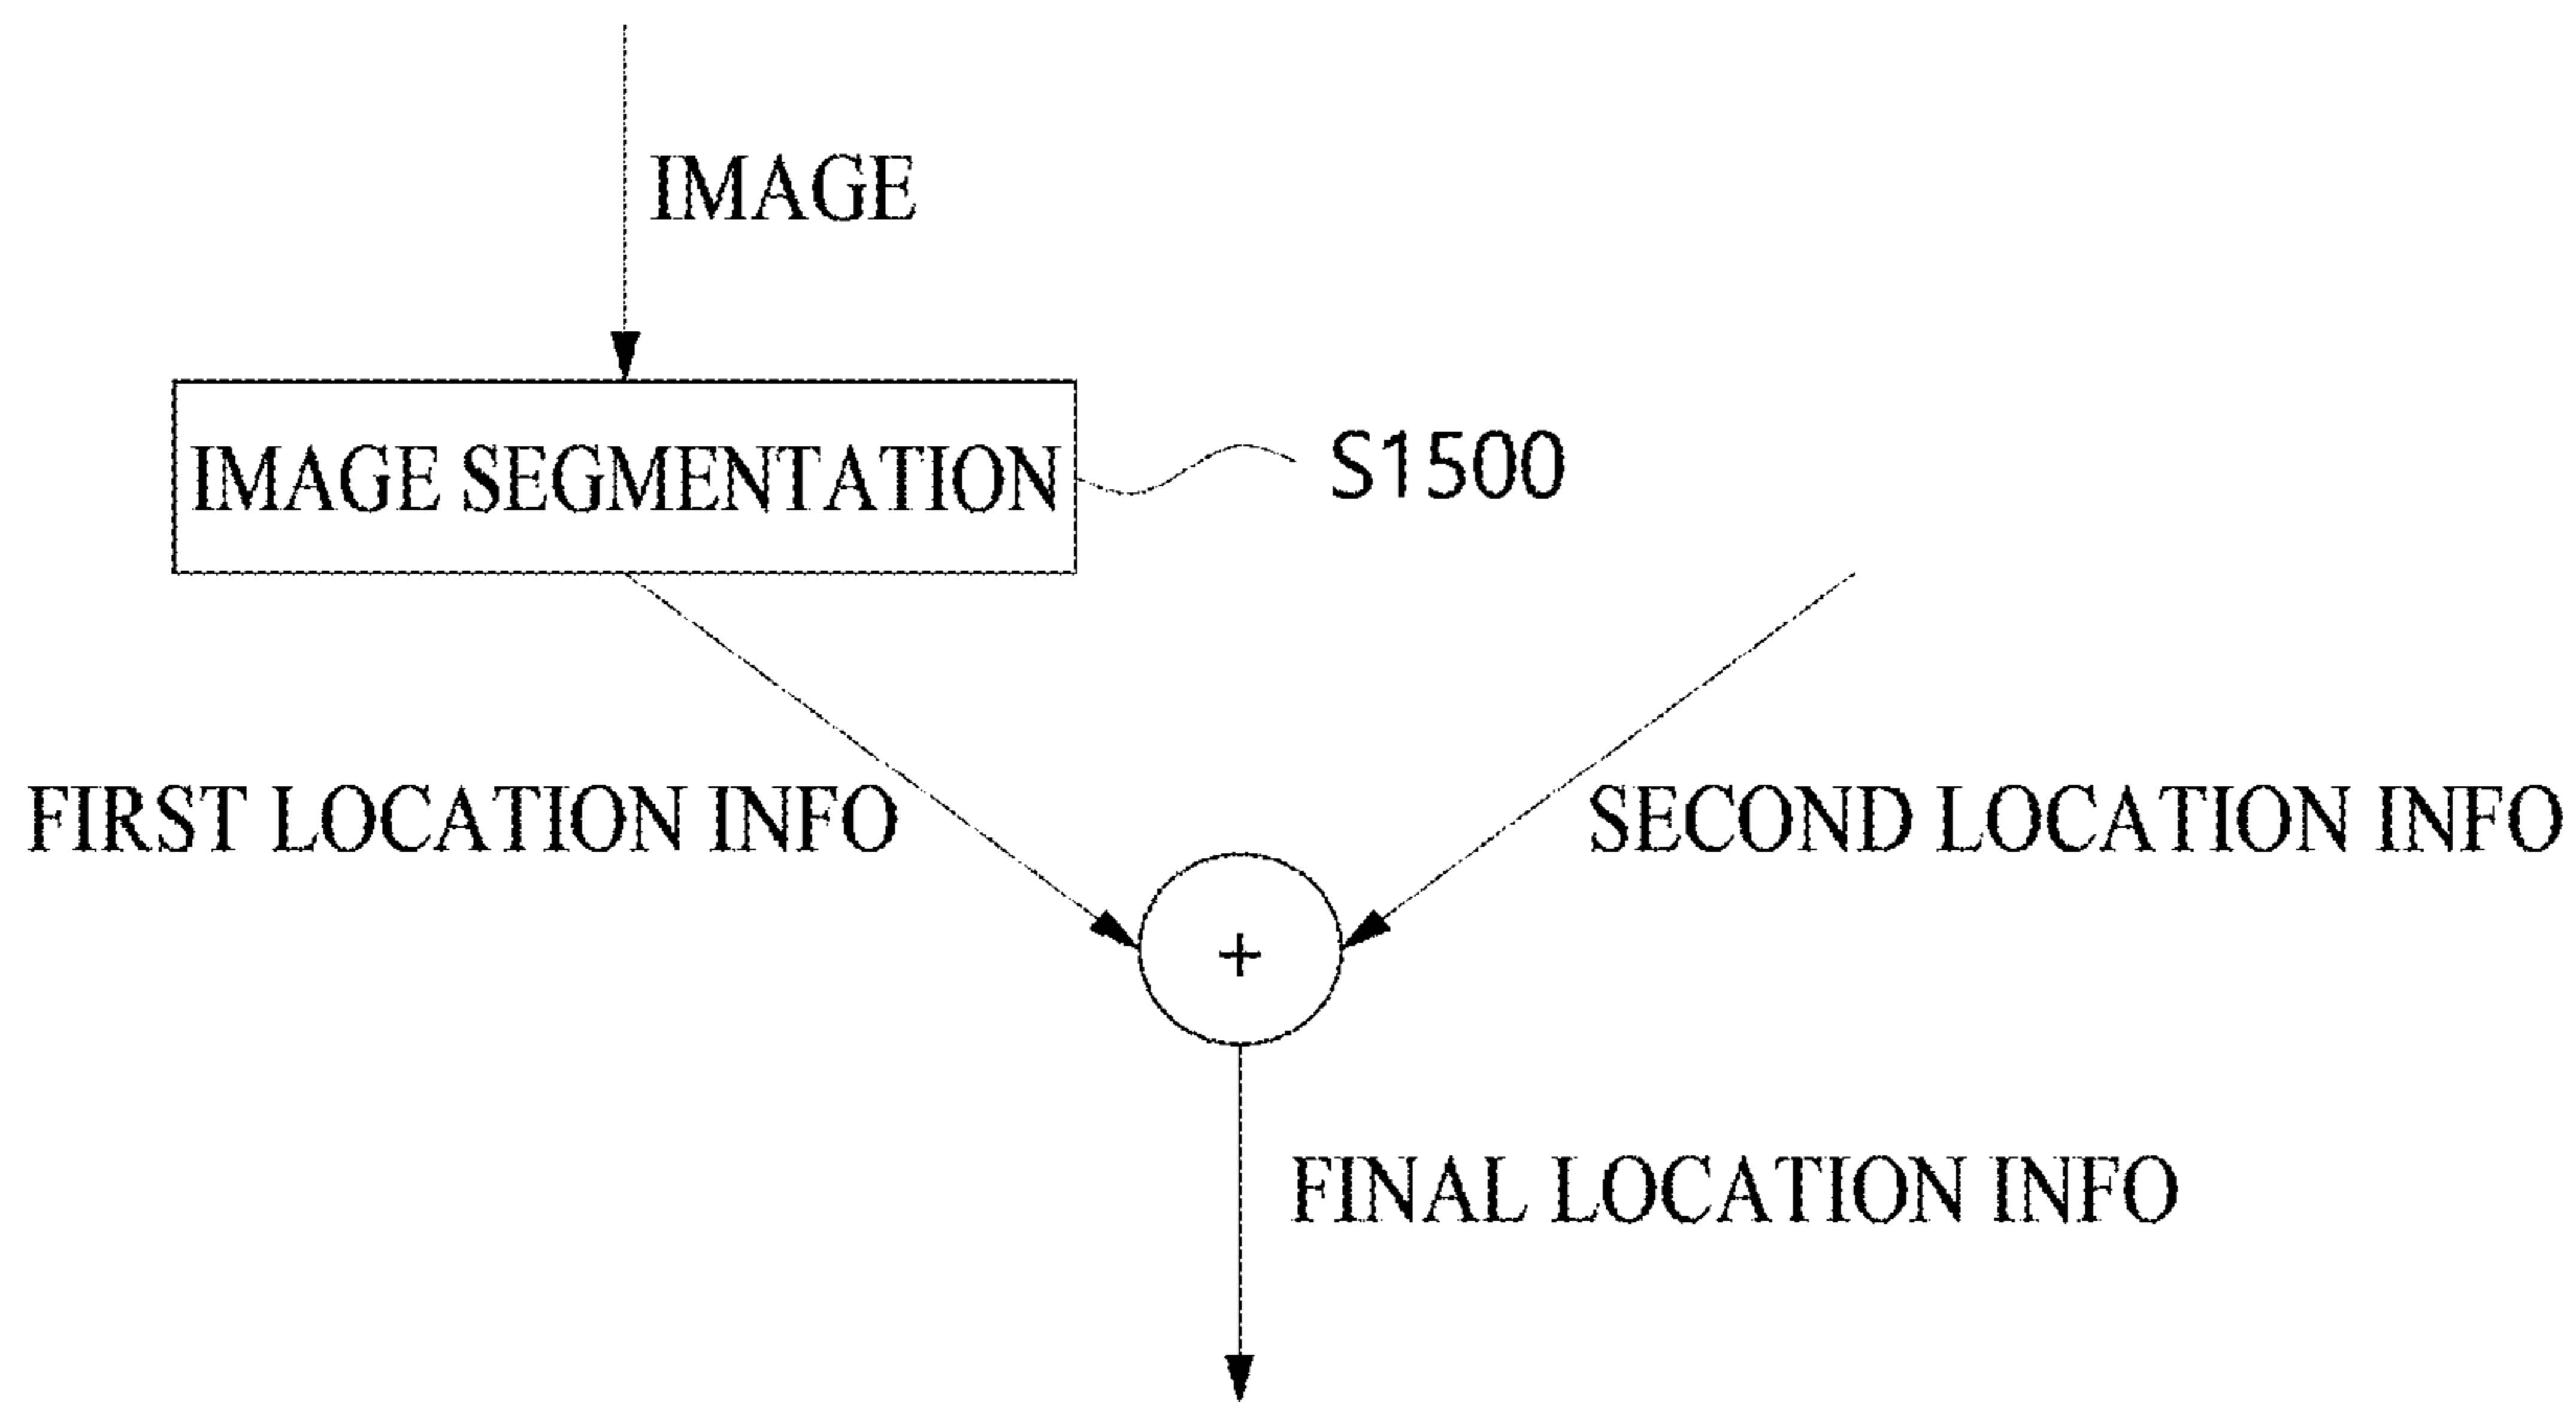 IMAGE
IMAGE SEGMENTATION
S1500
FIRST LOCATION INFO
SECOND LOCATION INFO
+
FINAL LOCATION INFO